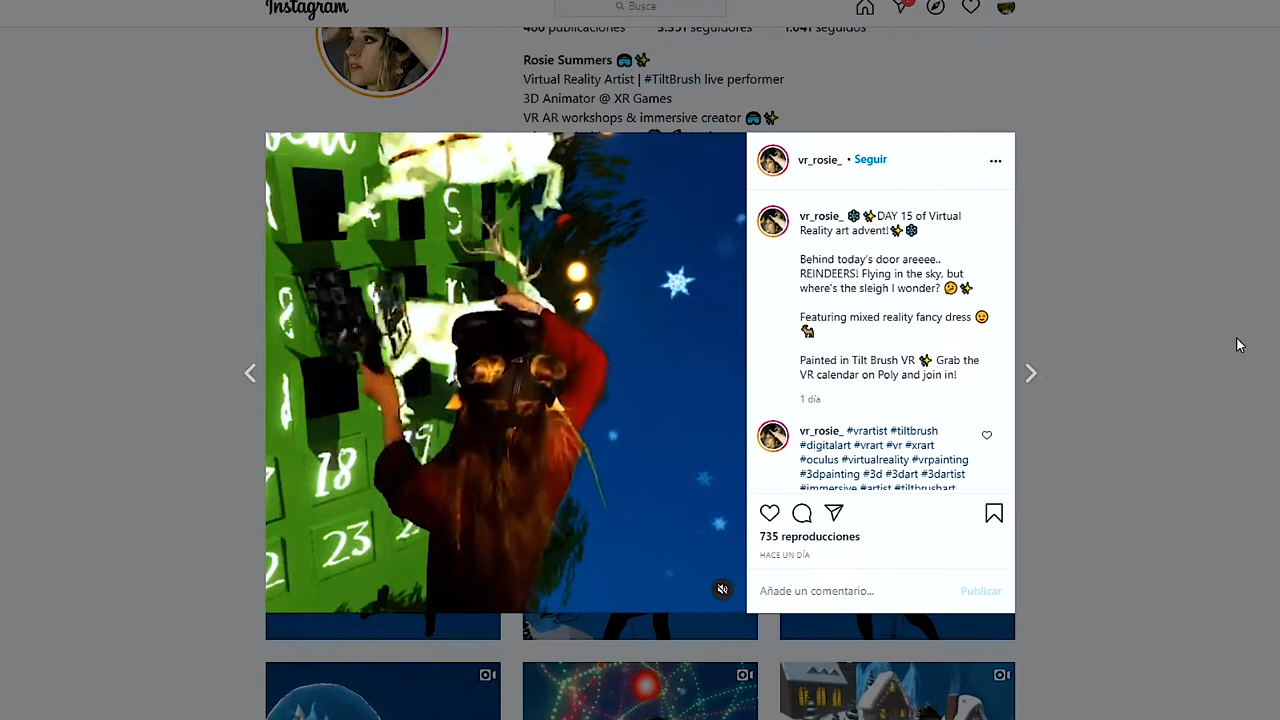 Instagram
Busca
publicaciones
seguidores
seguidos
Rosie Summers
Virtual Reality Artist | #TiltBrush live performer
3D Animator @ XR Games
VR AR workshops & immersive creator
4
5
8
18
23
vr_rosie_ • Seguir
vr_rosie_ ❄✨DAY 15 of Virtual
Reality art advent!✨❄
Behind today's door areeee..
REINDEERS! Flying in the sky, but
where's the sleigh I wonder? 🤔✨
Featuring mixed reality fancy dress 😉
🐕
Painted in Tilt Brush VR ✨ Grab the
VR calendar on Poly and join in!
1 día
vr_rosie_ #vrartist #tiltbrush
#digitalart #vrart #vr #xrart
#oculus #virtualreality #vrpainting
#3dpainting #3d #3dart #3dartist
#immersive #artist #tiltbrushart
735 reproducciones
HACE UN DÍA
Añade un comentario...
Publicar